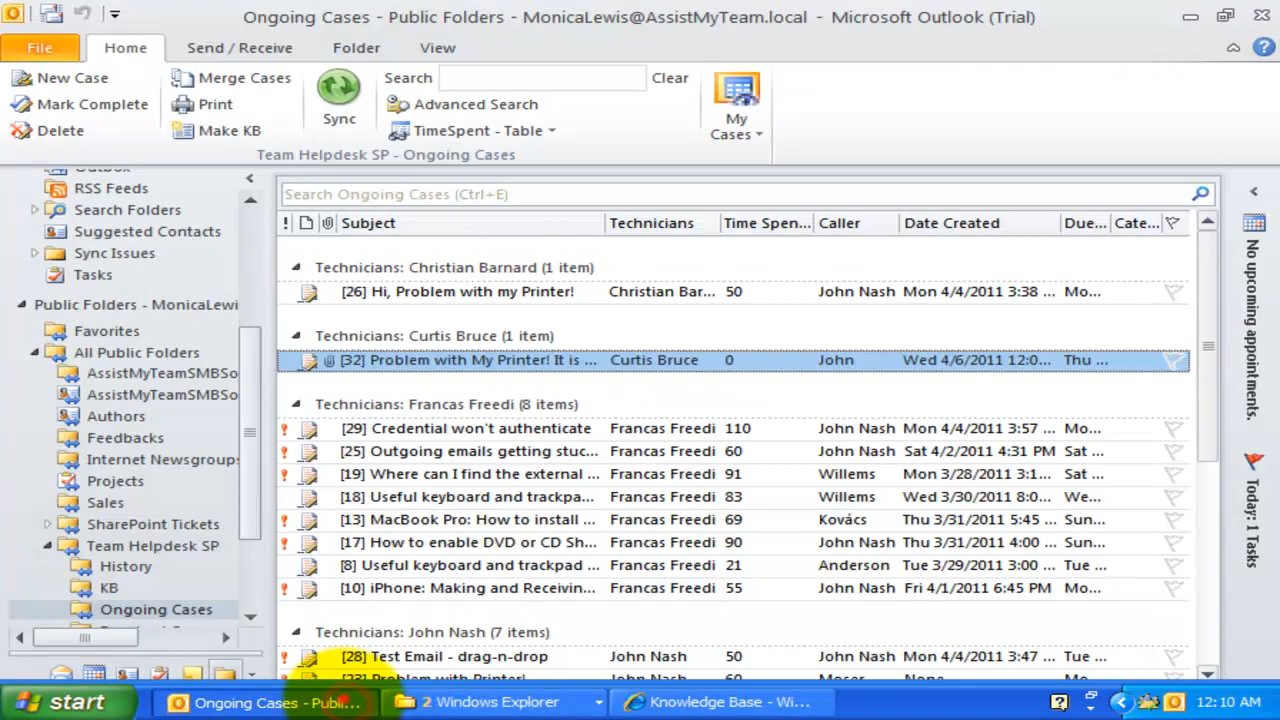 Ongoing Cases - Public Folders - MonicaLewis@AssistMyTeam.local - Microsoft Outlook (Trial)
File Home Send / Receive Folder View
New Case Merge Cases Search Clear
Mark Complete Print Advanced Search
Delete Make KB Sync TimeSpent - Table My Cases
Team Helpdesk SP - Ongoing Cases
RSS Feeds
Search Folders
Suggested Contacts
Sync Issues
Tasks
Public Folders - MonicaLewi
Favorites
All Public Folders
AssistMyTeamSMBSo
AssistMyTeamSMBSo
Authors
Feedbacks
Internet Newsgroups
Projects
Sales
SharePoint Tickets
Team Helpdesk SP
History
KB
Ongoing Cases
Search Ongoing Cases (Ctrl+E)
! Subject Technicians Time Spen... Caller Date Created Due... Cate...
Technicians: Christian Barnard (1 item)
[26] Hi, Problem with my Printer! Christian Bar... 50 John Nash Mon 4/4/2011 3:38 ... Mo...
Technicians: Curtis Bruce (1 item)
[32] Problem with My Printer! It is ... Curtis Bruce 0 John Wed 4/6/2011 12:0... Thu ...
Technicians: Francas Freedi (8 items)
[29] Credential won't authenticate Francas Freedi 110 John Nash Mon 4/4/2011 3:57 ... Mo...
[25] Outgoing emails getting stuc... Francas Freedi 60 John Nash Sat 4/2/2011 4:31 PM Sat ...
[19] Where can I find the external ... Francas Freedi 91 Willems Mon 3/28/2011 3:1... Sat ...
[18] Useful keyboard and trackpa... Francas Freedi 83 Willems Wed 3/30/2011 8:0... We...
[13] MacBook Pro: How to install ... Francas Freedi 69 Kovács Thu 3/31/2011 5:45 ... Sun...
[17] How to enable DVD or CD Sh... Francas Freedi 90 John Nash Thu 3/31/2011 4:00 ... Sun...
[8] Useful keyboard and trackpad ... Francas Freedi 21 Anderson Tue 3/29/2011 3:00 ... Tue ...
[10] iPhone: Making and Receivin... Francas Freedi 55 John Nash Fri 4/1/2011 6:45 PM Sat ...
Technicians: John Nash (7 items)
[28] Test Email - drag-n-drop John Nash 50 John Nash Mon 4/4/2011 3:47 ... Tue ...
No upcoming appointments.
Today: 1 Tasks
start Ongoing Cases - Publi... 2 Windows Explorer Knowledge Base - Wi... 12:10 AM